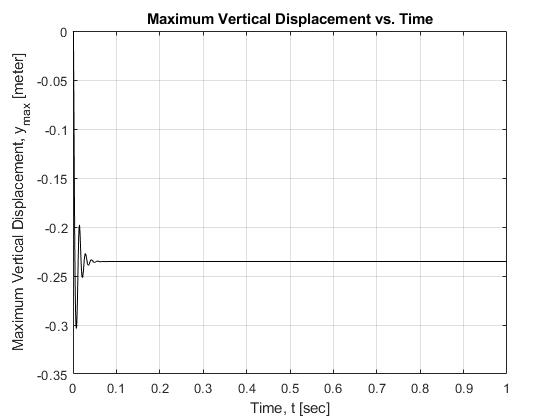 Maximum Vertical Displacement vs. Time
Maximum Vertical Displacement, y_max [meter]
0
-0.05
-0.1
-0.15
-0.2
-0.25
-0.3
-0.35
0 0.1 0.2 0.3 0.4 0.5 0.6 0.7 0.8 0.9 1
Time, t [sec]